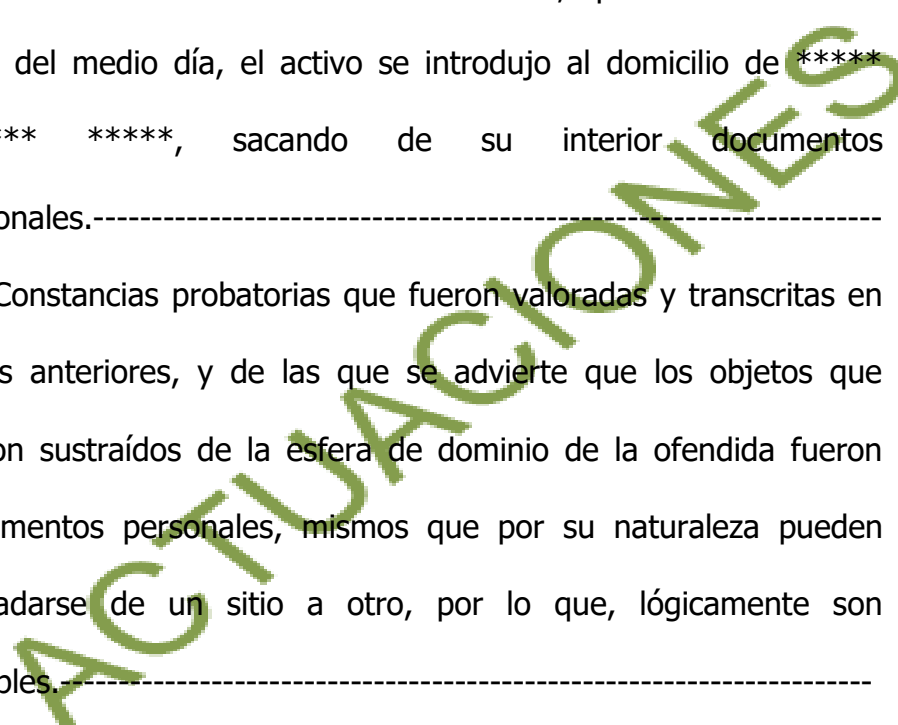 del medio día, el activo se introdujo al domicilio de *****
*** *****, sacando de su interior documentos
onales.-------------------------------------------------------------------
Constancias probatorias que fueron valoradas y transcritas en
s anteriores, y de las que se advierte que los objetos que
on sustraídos de la esfera de dominio de la ofendida fueron
mentos personales, mismos que por su naturaleza pueden
adarse de un sitio a otro, por lo que, lógicamente son
bles.---------------------------------------------------------------------
ACTUACIONES